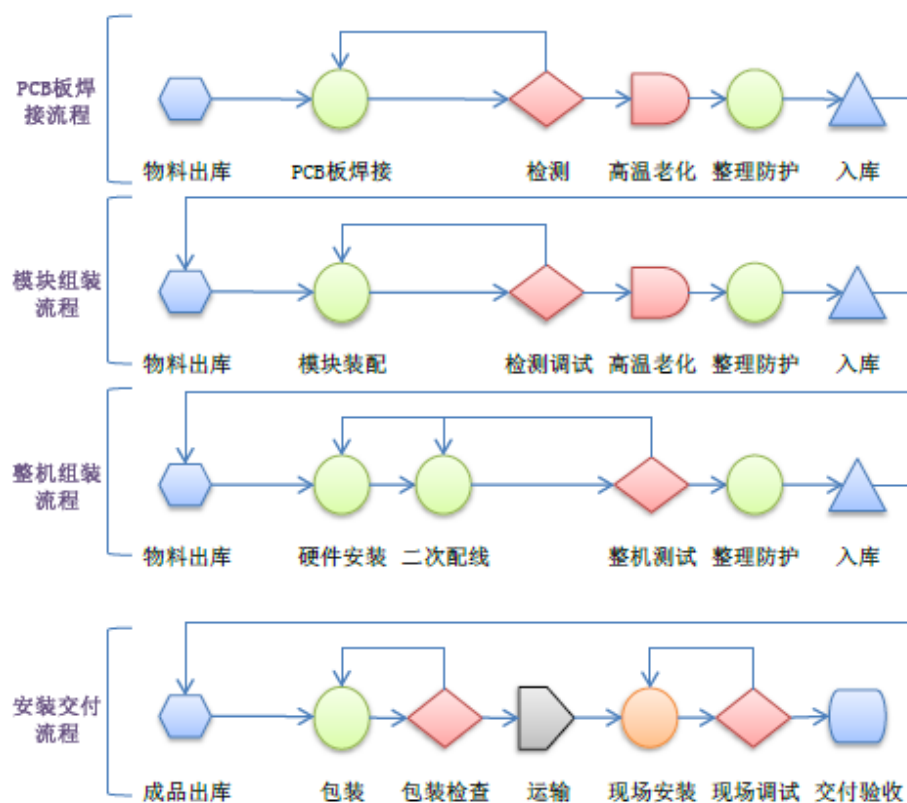 PCB板焊
接流程
物料出库
PCB板焊接
检测
高温老化
整理防护
入库
模块组装
流程
物料出库
模块装配
检测调试
高温老化
整理防护
入库
整机组装
流程
物料出库
硬件安装
二次配线
整机测试
整理防护
入库
安装交付
流程
成品出库
包装
包装检查
运输
现场安装
现场调试
交付验收